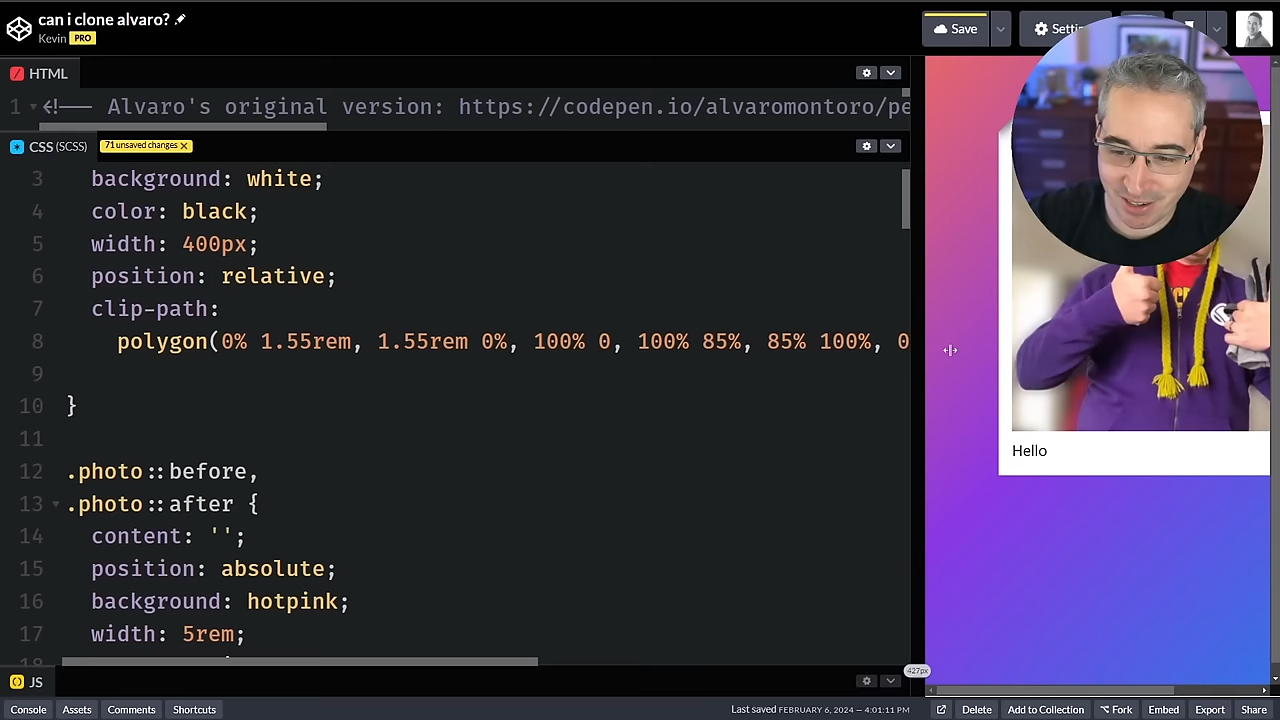 can i clone alvaro?
Kevin PRO
Save
HTML
1 <!-- Alvaro's original version: https://codepen.io/alvaromontoro/pe
CSS (SCSS) 71 unsaved changes ×
3 background: white;
4 color: black;
5 width: 400px;
6 position: relative;
7 clip-path:
8 polygon(0% 1.55rem, 1.55rem 0%, 100% 0, 100% 85%, 85% 100%, 0
9
10 }
11
12 .photo::before,
13 .photo::after {
14 content: '';
15 position: absolute;
16 background: hotpink;
17 width: 5rem;
18
Hello
427px
JS
Console Assets Comments Shortcuts Last saved FEBRUARY 6, 2024 — 4:01:11 PM Delete Add to Collection ⌥ Fork Embed Export Share